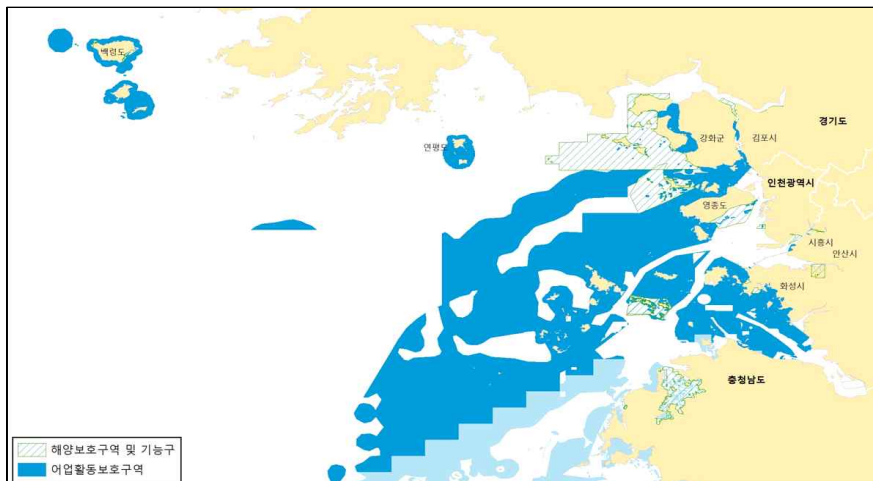 백령도
경기도
강화군
김포시
연평도
인천광역시
영종도
시흥시
안산시
화성시
충청남도
해양보호구역 및 기능구
어업활동보호구역